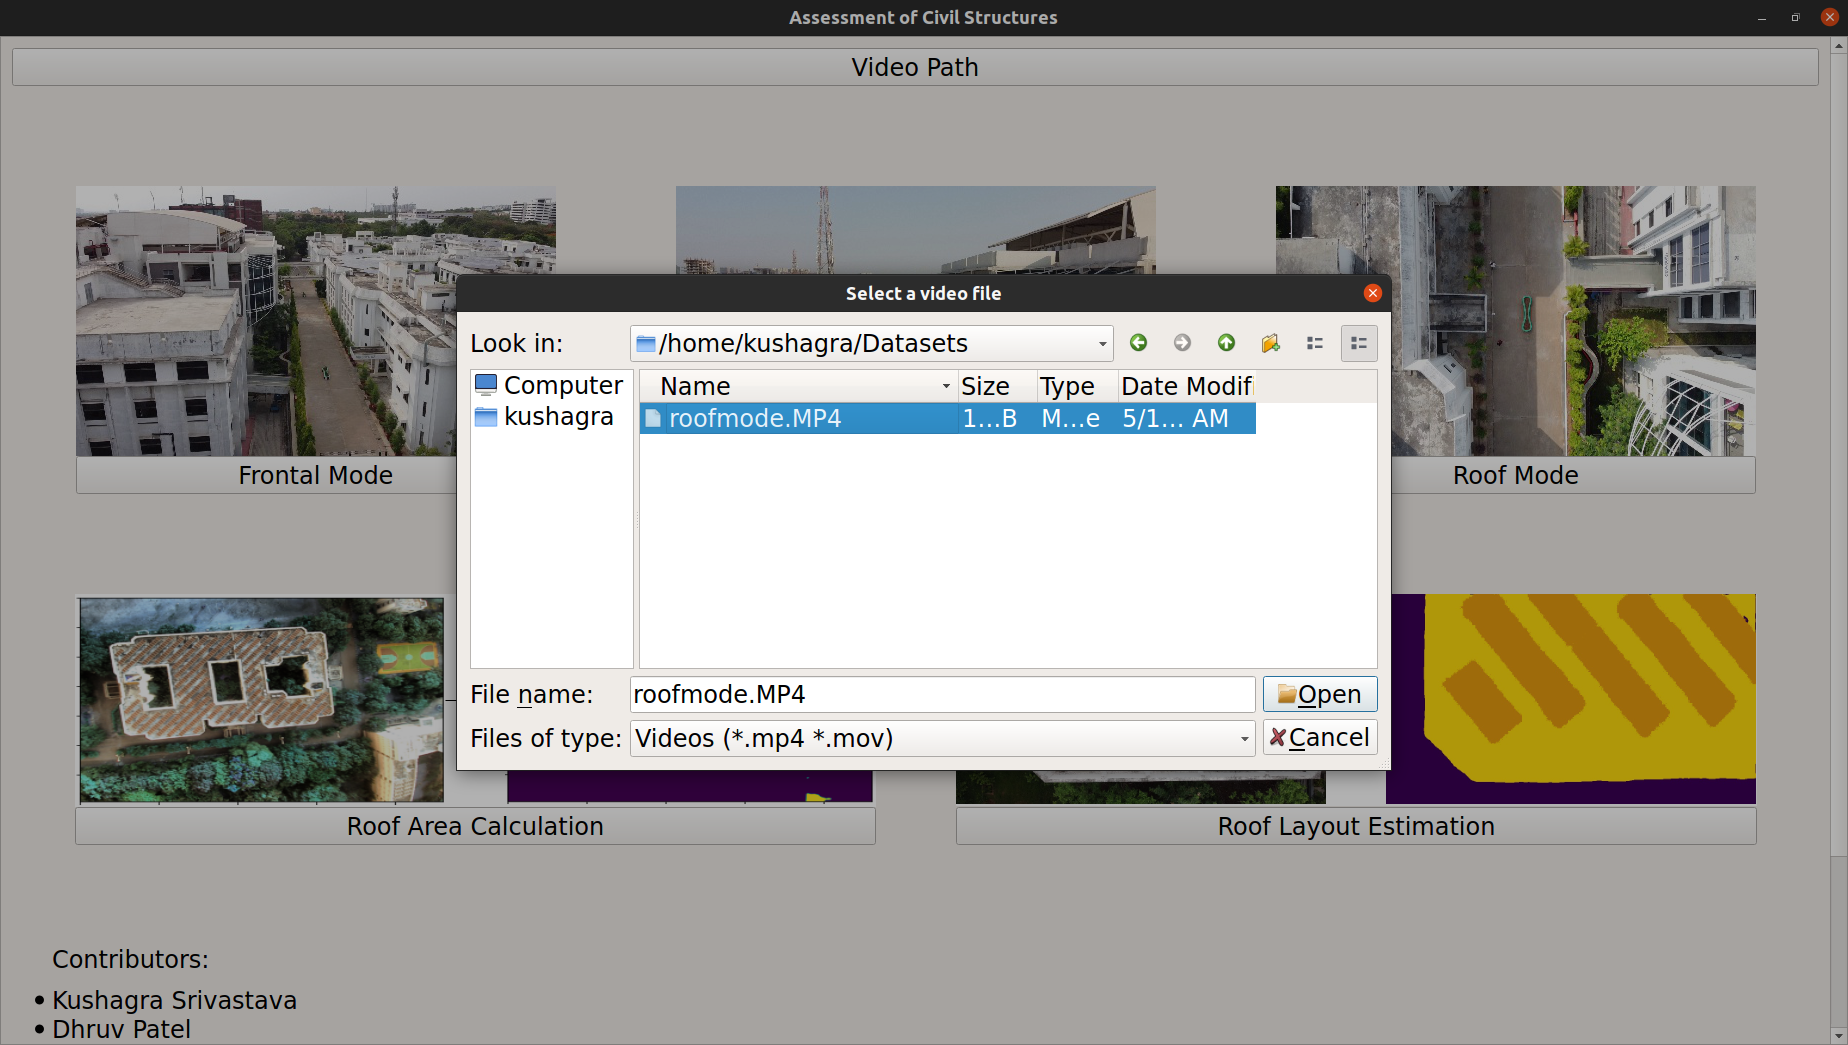 Assessment of Civil Structures
Video Path
Select a video file
Look in: /home/kushagra/Datasets
Computer
kushagra
Name Size Type Date Modifi
roofmode.MP4 1...B M...e 5/1... AM
File name: roofmode.MP4 Open
Files of type: Videos (*.mp4 *.mov) Cancel
Frontal Mode Roof Mode
Roof Area Calculation Roof Layout Estimation
Contributors:
• Kushagra Srivastava
• Dhruv Patel